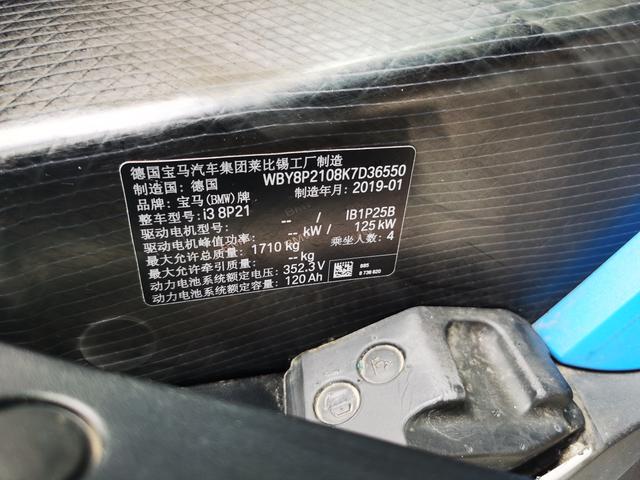 德国宝马汽车集团莱比锡工厂制造
制造国: 德国 WBY8P2108K7D36550
品牌: 宝马(BMW)牌 制造年月: 2019-01
整车型号: i3 8P21
驱动电机型号: -- / IB1P25B
驱动电机峰值功率: -- kW / 125 kW
最大允许总质量: 1710 kg 乘坐人数: 4
最大允许牵引质量: -- kg
动力电池系统额定电压: 352.3 V
动力电池系统额定容量: 120 Ah